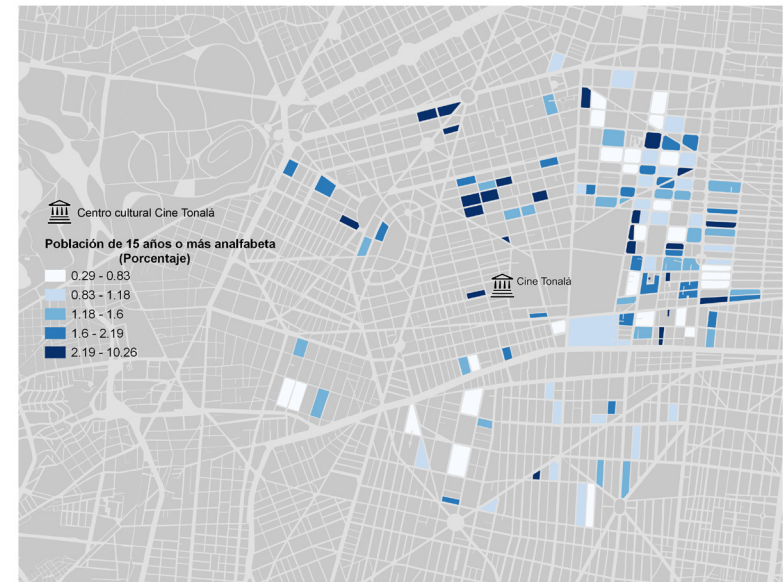 Centro cultural Cine Tonalá
Población de 15 años o más analfabeta
(Porcentaje)
0.29 - 0.83
0.83 - 1.18
1.18 - 1.6
1.6 - 2.19
2.19 - 10.26
Cine Tonalá